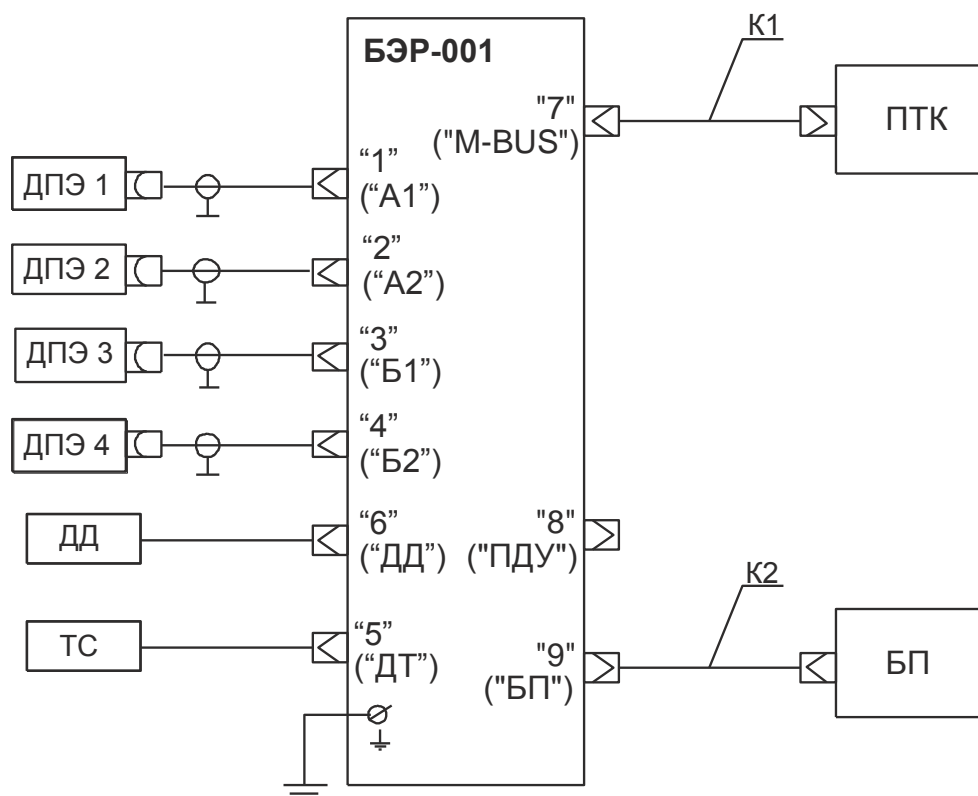 К1
БЭР-001
"7"
("M-BUS")
ПТК
ДПЭ 1
“1”
(“А1”)
ДПЭ 2
“2”
(“А2”)
ДПЭ 3
“3”
(“Б1”)
ДПЭ 4
“4”
(“Б2”)
ДД
“6”
(“ДД”)
"8"
("ПДУ")
К2
ТС
“5”
(“ДТ”)
"9"
("БП")
БП